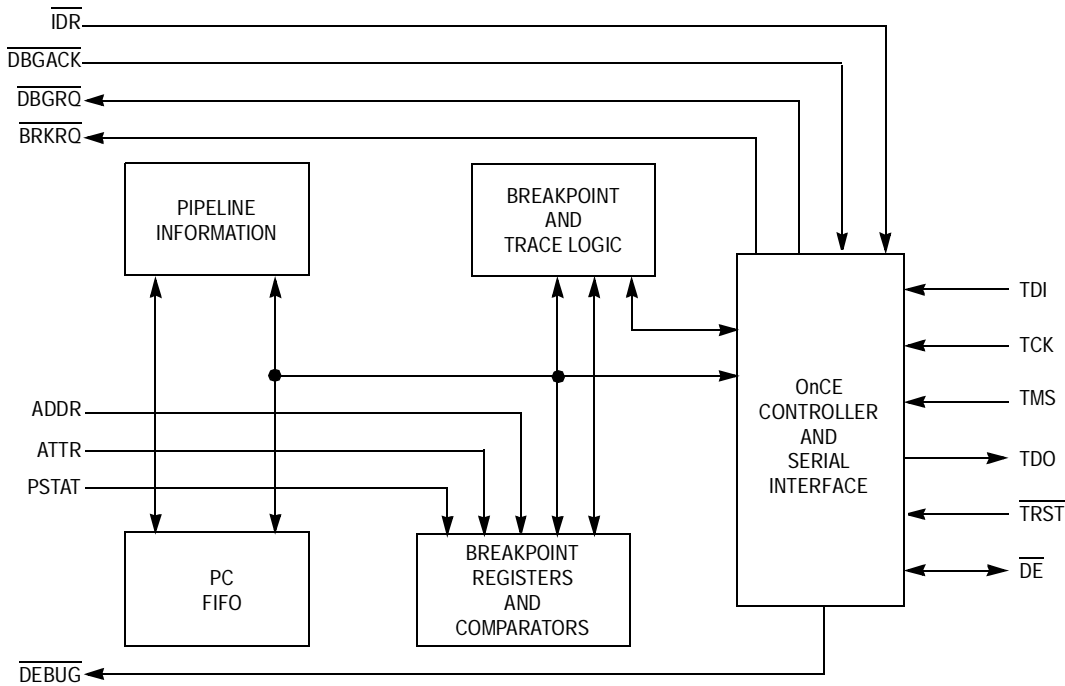 IDR
DBGACK
DBGRQ
BRKRQ
PIPELINE
INFORMATION
BREAKPOINT
AND
TRACE LOGIC
ADDR
ATTR
PSTAT
PC
FIFO
BREAKPOINT
REGISTERS
AND
COMPARATORS
OnCE
CONTROLLER
AND
SERIAL
INTERFACE
TDI
TCK
TMS
TDO
TRST
DE
DEBUG